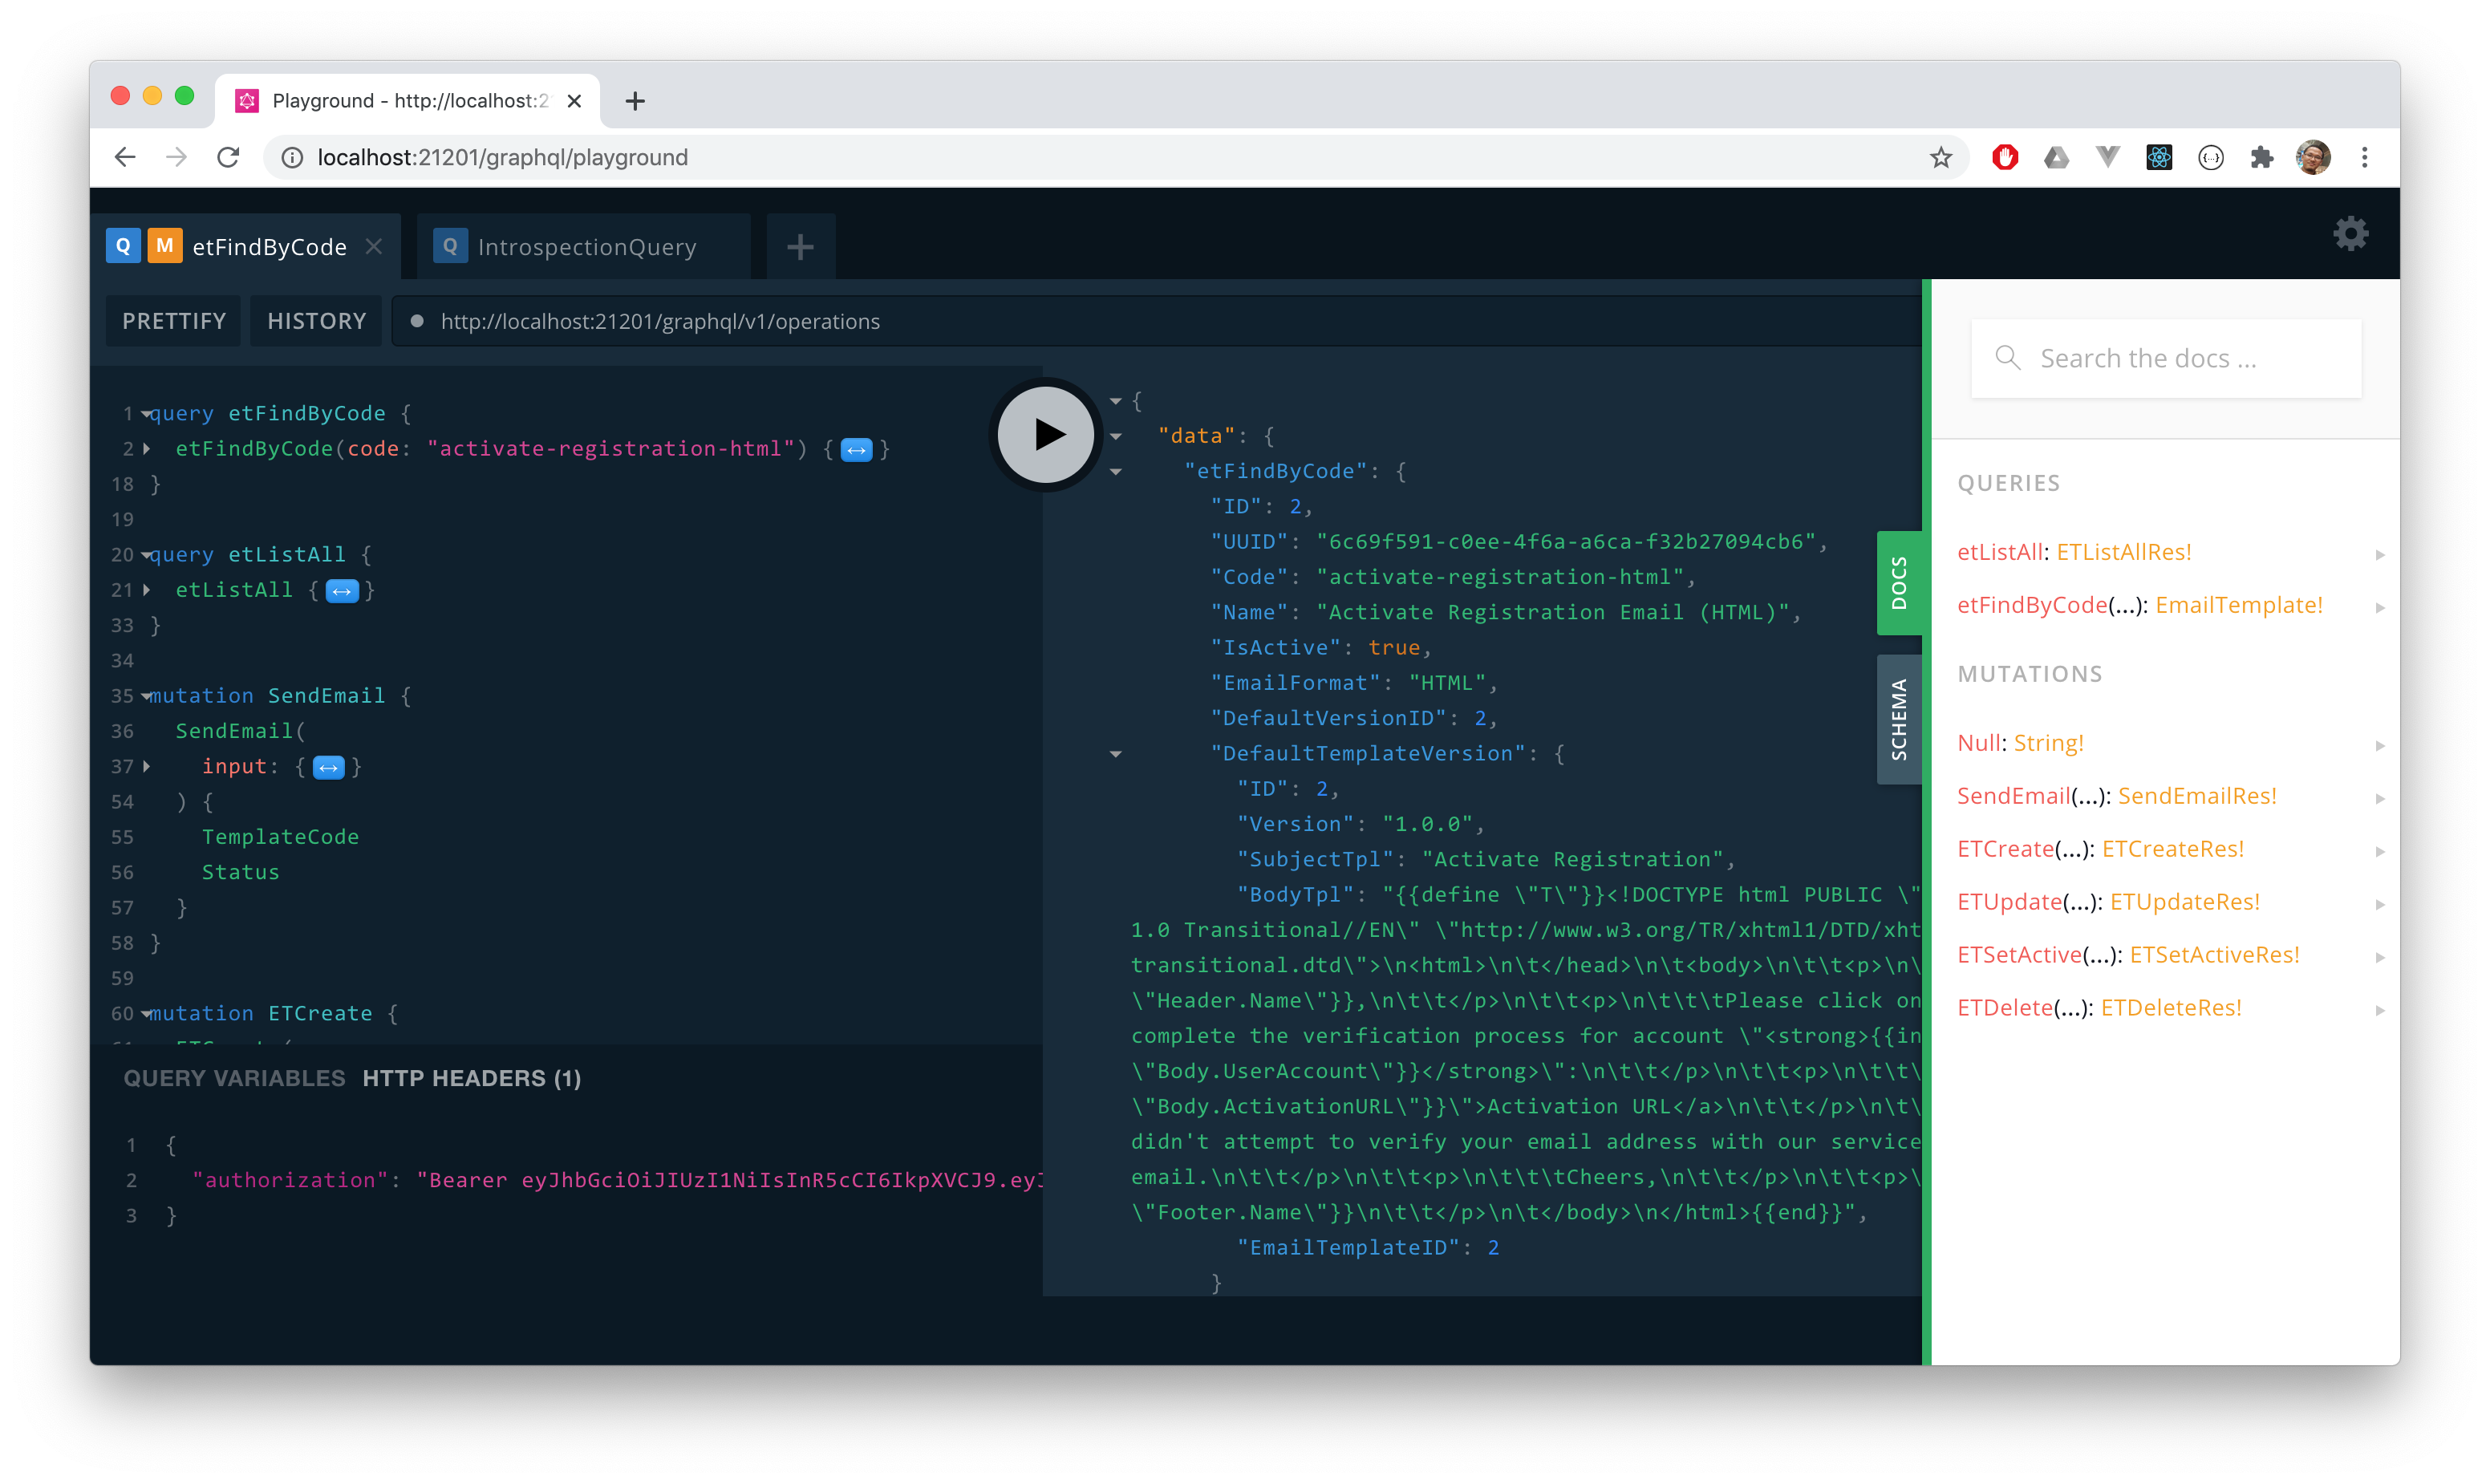 Playground - http://localhost:2
localhost:21201/graphql/playground
Q M etFindByCode
Q IntrospectionQuery
PRETTIFY HISTORY http://localhost:21201/graphql/v1/operations
1 query etFindByCode {
2 etFindByCode(code: "activate-registration-html") {↔}
18 }
19
20 query etListAll {
21 etListAll {↔}
33 }
34
35 mutation SendEmail {
36 SendEmail(
37 input: {↔}
54 ) {
55 TemplateCode
56 Status
57 }
58 }
59
60 mutation ETCreate {
QUERY VARIABLES HTTP HEADERS (1)
1 {
2 "authorization": "Bearer eyJhbGciOiJIUzI1NiIsInR5cCI6IkpXVCJ9.eyJ
3 }
{
"data": {
"etFindByCode": {
"ID": 2,
"UUID": "6c69f591-c0ee-4f6a-a6ca-f32b27094cb6",
"Code": "activate-registration-html",
"Name": "Activate Registration Email (HTML)",
"IsActive": true,
"EmailFormat": "HTML",
"DefaultVersionID": 2,
"DefaultTemplateVersion": {
"ID": 2,
"Version": "1.0.0",
"SubjectTpl": "Activate Registration",
"BodyTpl": "{{define \"T\"}}<!DOCTYPE html PUBLIC \"
1.0 Transitional//EN\" \"http://www.w3.org/TR/xhtml1/DTD/xht
transitional.dtd\">\n<html>\n\t</head>\n\t<body>\n\t\t<p>\n\
\"Header.Name\"}},\n\t\t</p>\n\t\t<p>\n\t\t\tPlease click on
complete the verification process for account \"<strong>{{in
\"Body.UserAccount\"}}</strong>\":\n\t\t</p>\n\t\t<p>\n\t\t\
\"Body.ActivationURL\"}}\">Activation URL</a>\n\t\t</p>\n\t\
didn't attempt to verify your email address with our service
email.\n\t\t</p>\n\t\t<p>\n\t\t\tCheers,\n\t\t</p>\n\t\t<p>\
\"Footer.Name\"}}\n\t\t</p>\n\t</body>\n</html>{{end}}",
"EmailTemplateID": 2
}
DOCS
SCHEMA
Search the docs ...
QUERIES
etListAll: ETListAllRes!
etFindByCode(...): EmailTemplate!
MUTATIONS
Null: String!
SendEmail(...): SendEmailRes!
ETCreate(...): ETCreateRes!
ETUpdate(...): ETUpdateRes!
ETSetActive(...): ETSetActiveRes!
ETDelete(...): ETDeleteRes!